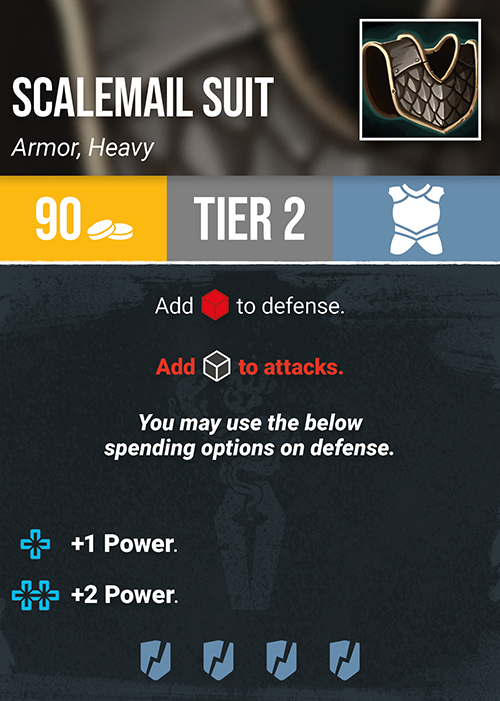 SCALEMAIL SUIT
Armor, Heavy
90
TIER 2
Add to defense.
Add to attacks.
You may use the below
spending options on defense.
+1 Power.
+2 Power.